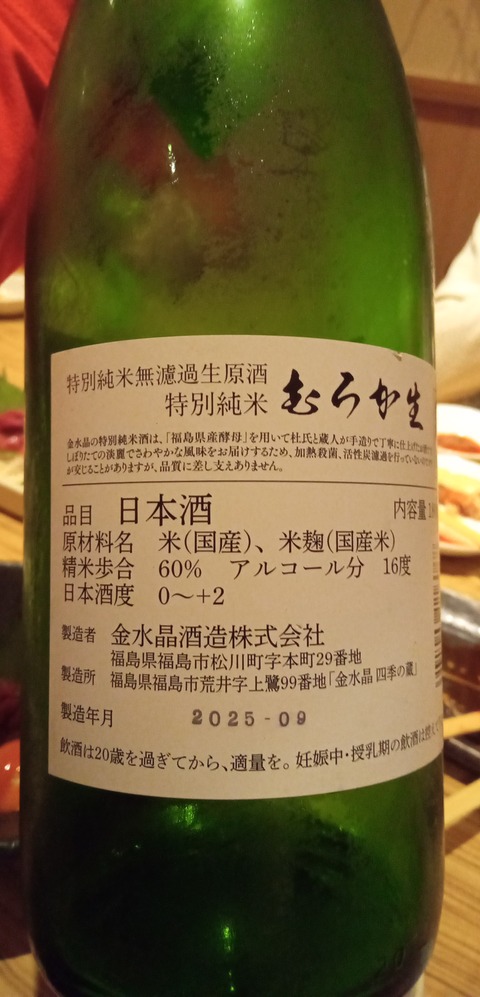 特別純米無濾過生原酒
特別純米 むろか生
金水晶の特別純米酒は、「福島県産酵母」を用いて杜氏と蔵人が手造りで丁寧に仕上げた
しぼりたての淡麗でさわやかな風味をお届けするため、加熱殺菌、活性炭濾過を行っていない
が交じることがありますが、品質に差し支えありません。
品目 日本酒 内容量
原材料名 米(国産)、米麹(国産米)
精米歩合 60% アルコール分 16度
日本酒度 0～+2
製造者 金水晶酒造株式会社
福島県福島市松川町字本町29番地
製造所 福島県福島市荒井字上鷺99番地「金水晶 四季の蔵」
製造年月 2025-09
飲酒は20歳を過ぎてから、適量を。妊娠中・授乳期の飲酒は